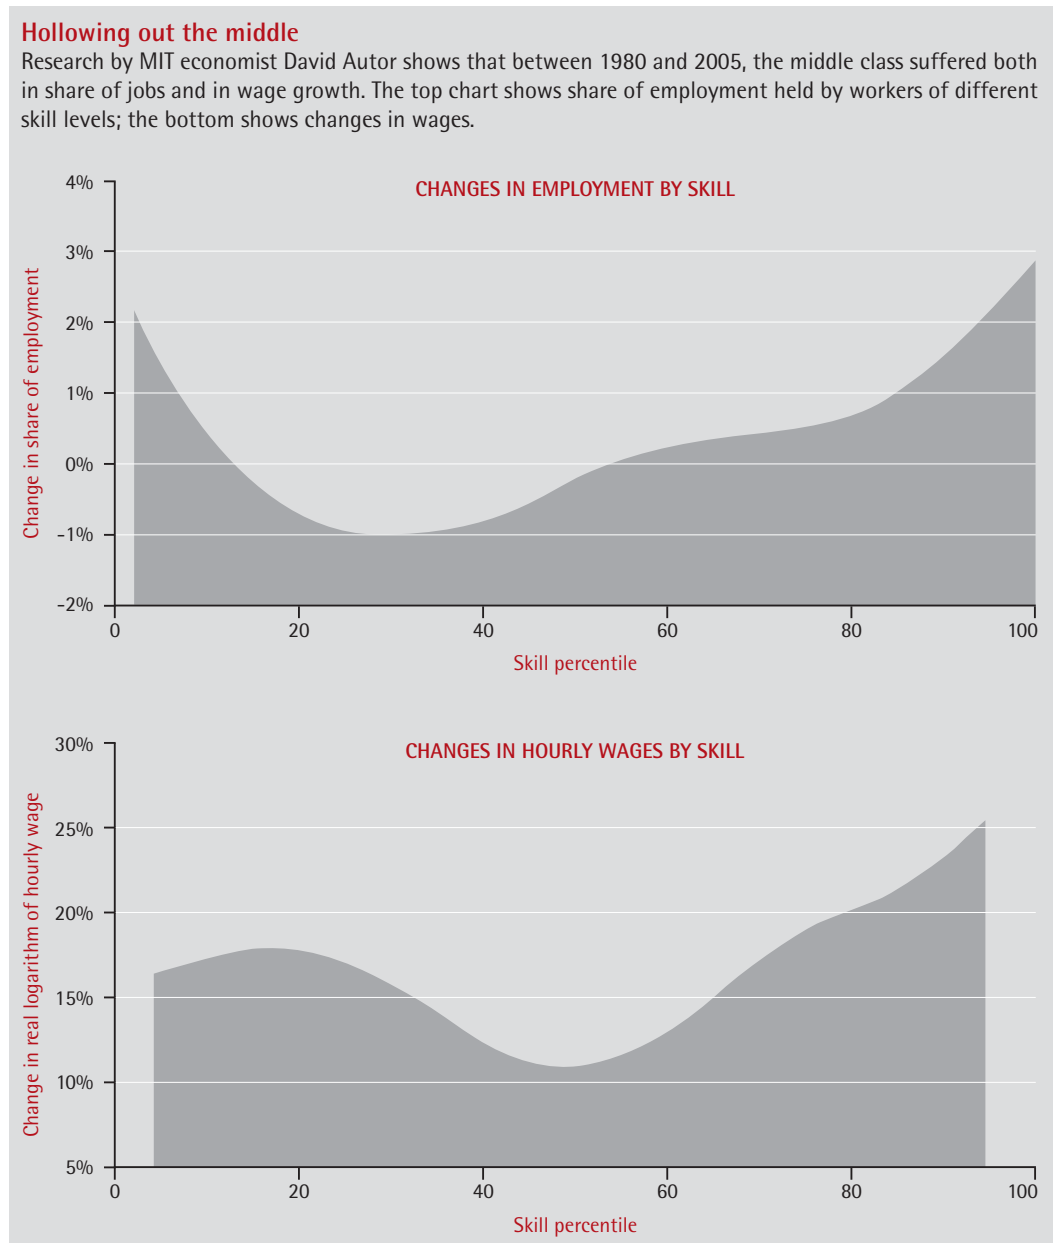 Hollowing out the middle
Research by MIT economist David Autor shows that between 1980 and 2005, the middle class suffered both
in share of jobs and in wage growth. The top chart shows share of employment held by workers of different
skill levels; the bottom shows changes in wages.
CHANGES IN EMPLOYMENT BY SKILL
Change in share of employment
4%
3%
2%
1%
0%
-1%
-2%
0 20 40 60 80 100
Skill percentile
CHANGES IN HOURLY WAGES BY SKILL
Change in real logarithm of hourly wage
30%
25%
20%
15%
10%
5%
0 20 40 60 80 100
Skill percentile